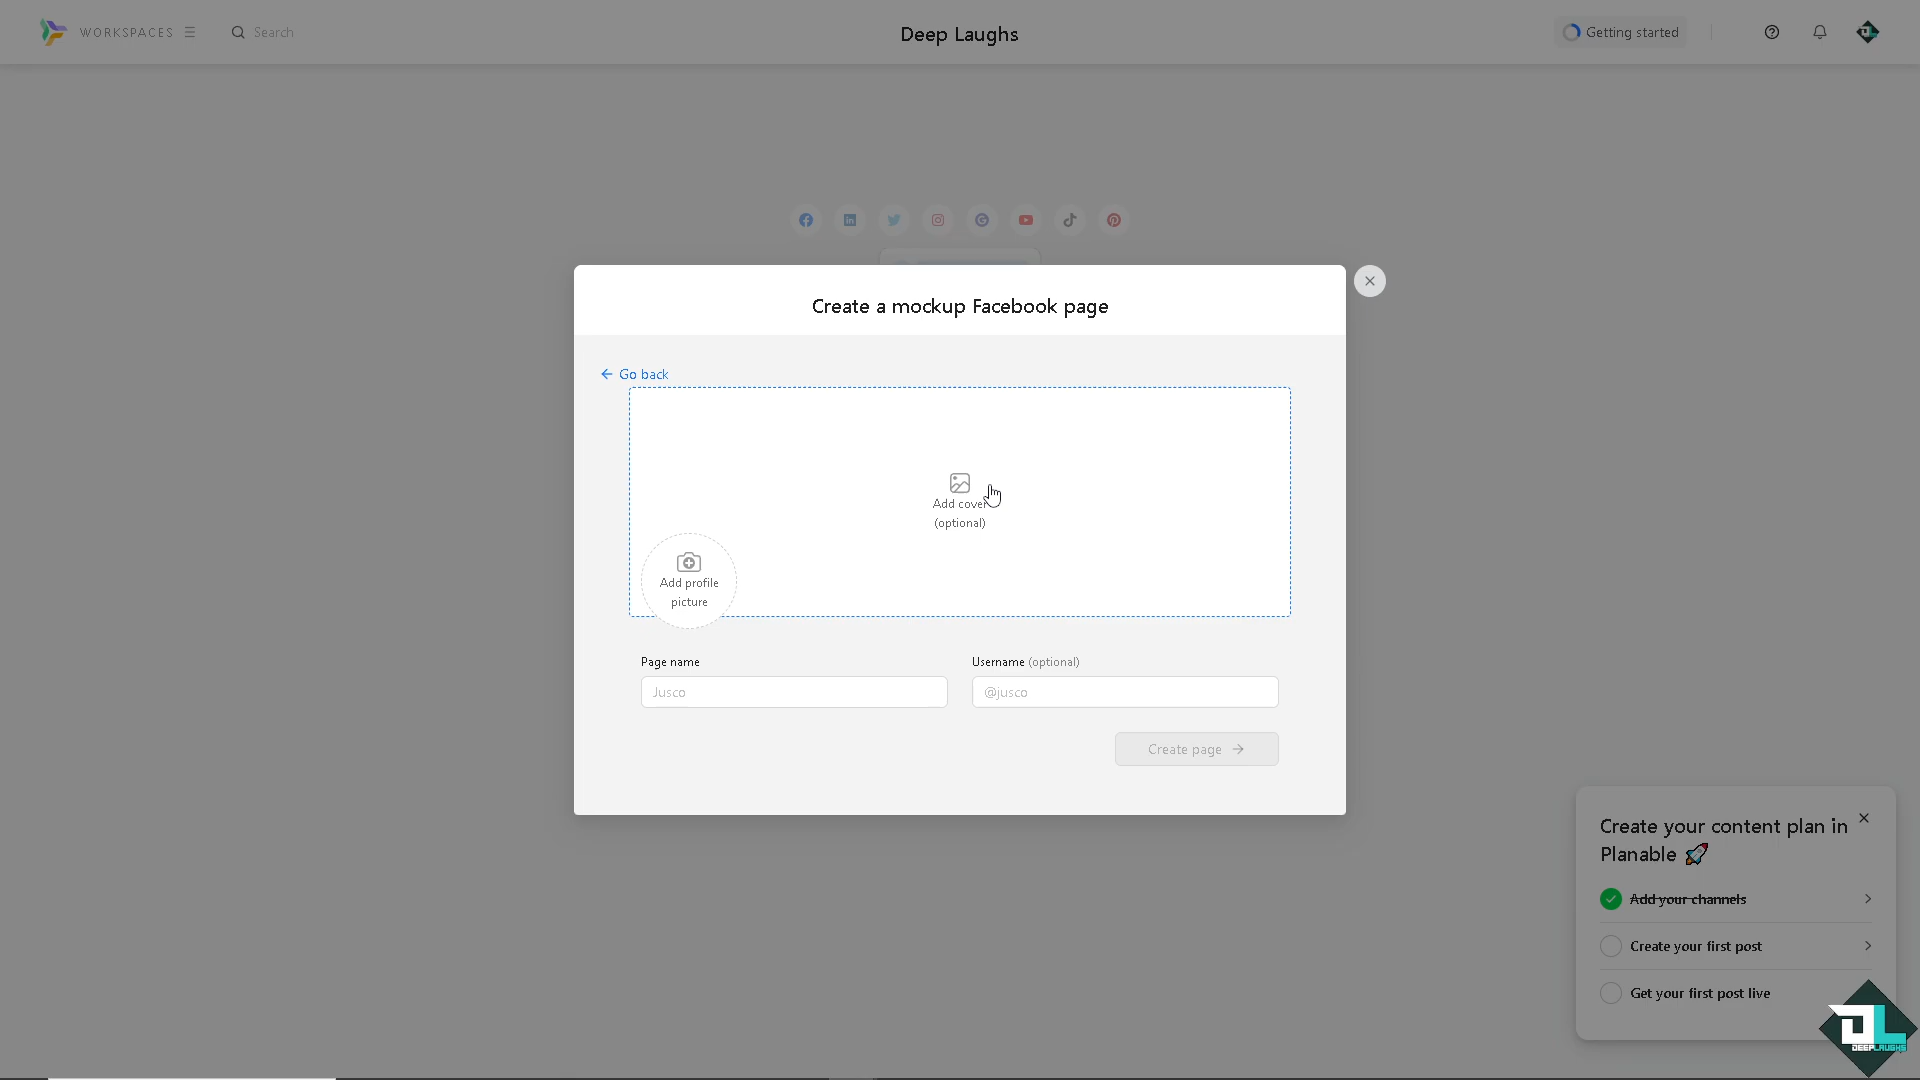 WORKSPACES
Search
Deep Laughs
Getting started
Create a mockup Facebook page
Go back
Add cover
(optional)
Add profile
picture
Page name
Username (optional)
Jusco
@jusco
Create page
Create your content plan in
Planable 🚀
Add your channels
Create your first post
Get your first post live
DL
DEEPLAUGHS